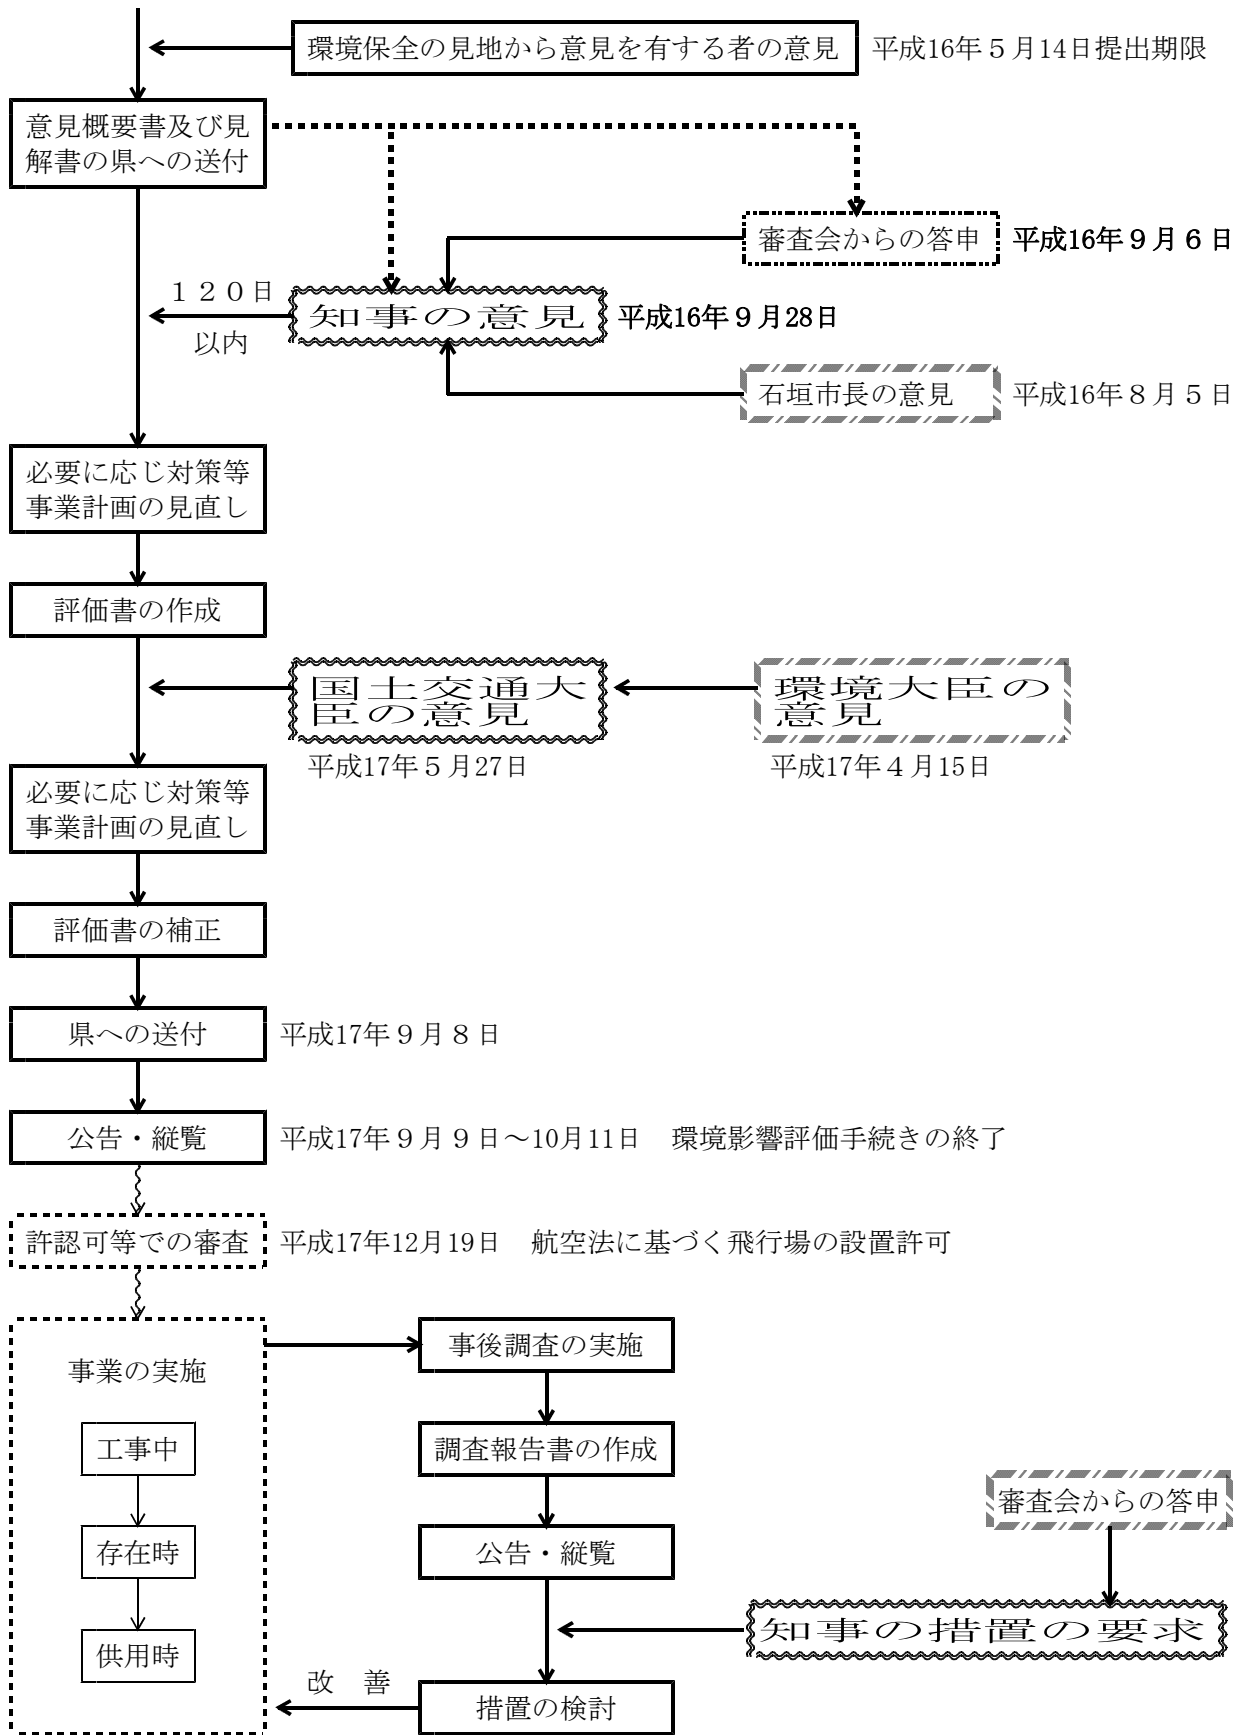 環境保全の見地から意見を有する者の意見 平成16年５月14日提出期限
意見概要書及び見
解書の県への送付
審査会からの答申 平成16年９月６日
１２０日
知事の意見 平成16年９月28日
以内
石垣市長の意見 平成16年８月５日
必要に応じ対策等
事業計画の見直し
評価書の作成
国土交通大
臣の意見
環境大臣の
意見
平成17年５月27日 平成17年４月15日
必要に応じ対策等
事業計画の見直し
評価書の補正
県への送付 平成17年９月８日
公告・縦覧 平成17年９月９日～10月11日 環境影響評価手続きの終了
許認可等での審査 平成17年12月19日 航空法に基づく飛行場の設置許可
事業の実施
工事中
存在時
供用時
事後調査の実施
調査報告書の作成
公告・縦覧
審査会からの答申
知事の措置の要求
改 善
措置の検討